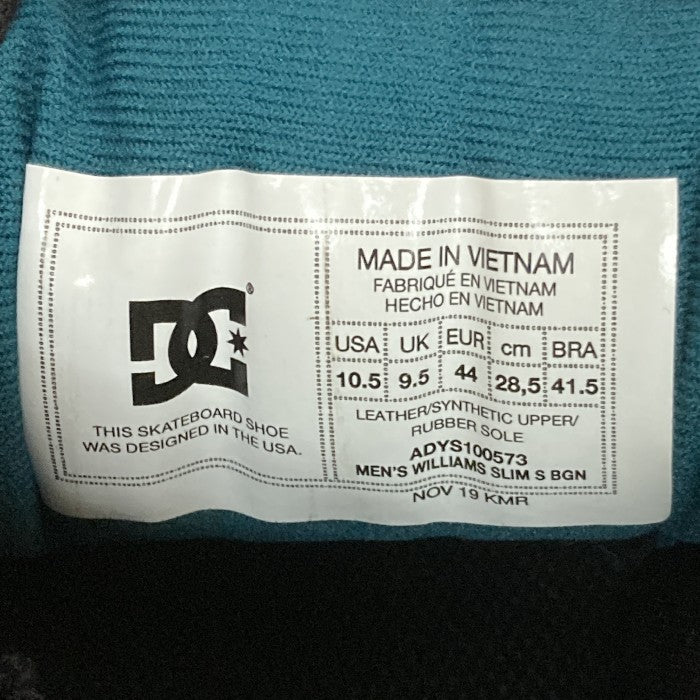 DC®
THIS SKATEBOARD SHOE
WAS DESIGNED IN THE USA.
MADE IN VIETNAM
FABRIQUÉ EN VIETNAM
HECHO EN VIETNAM
USA UK EUR cm BRA
10.5 9.5 44 28,5 41.5
LEATHER/SYNTHETIC UPPER/
RUBBER SOLE
ADYS100573
MEN'S WILLIAMS SLIM S BGN
NOV 19 KMR